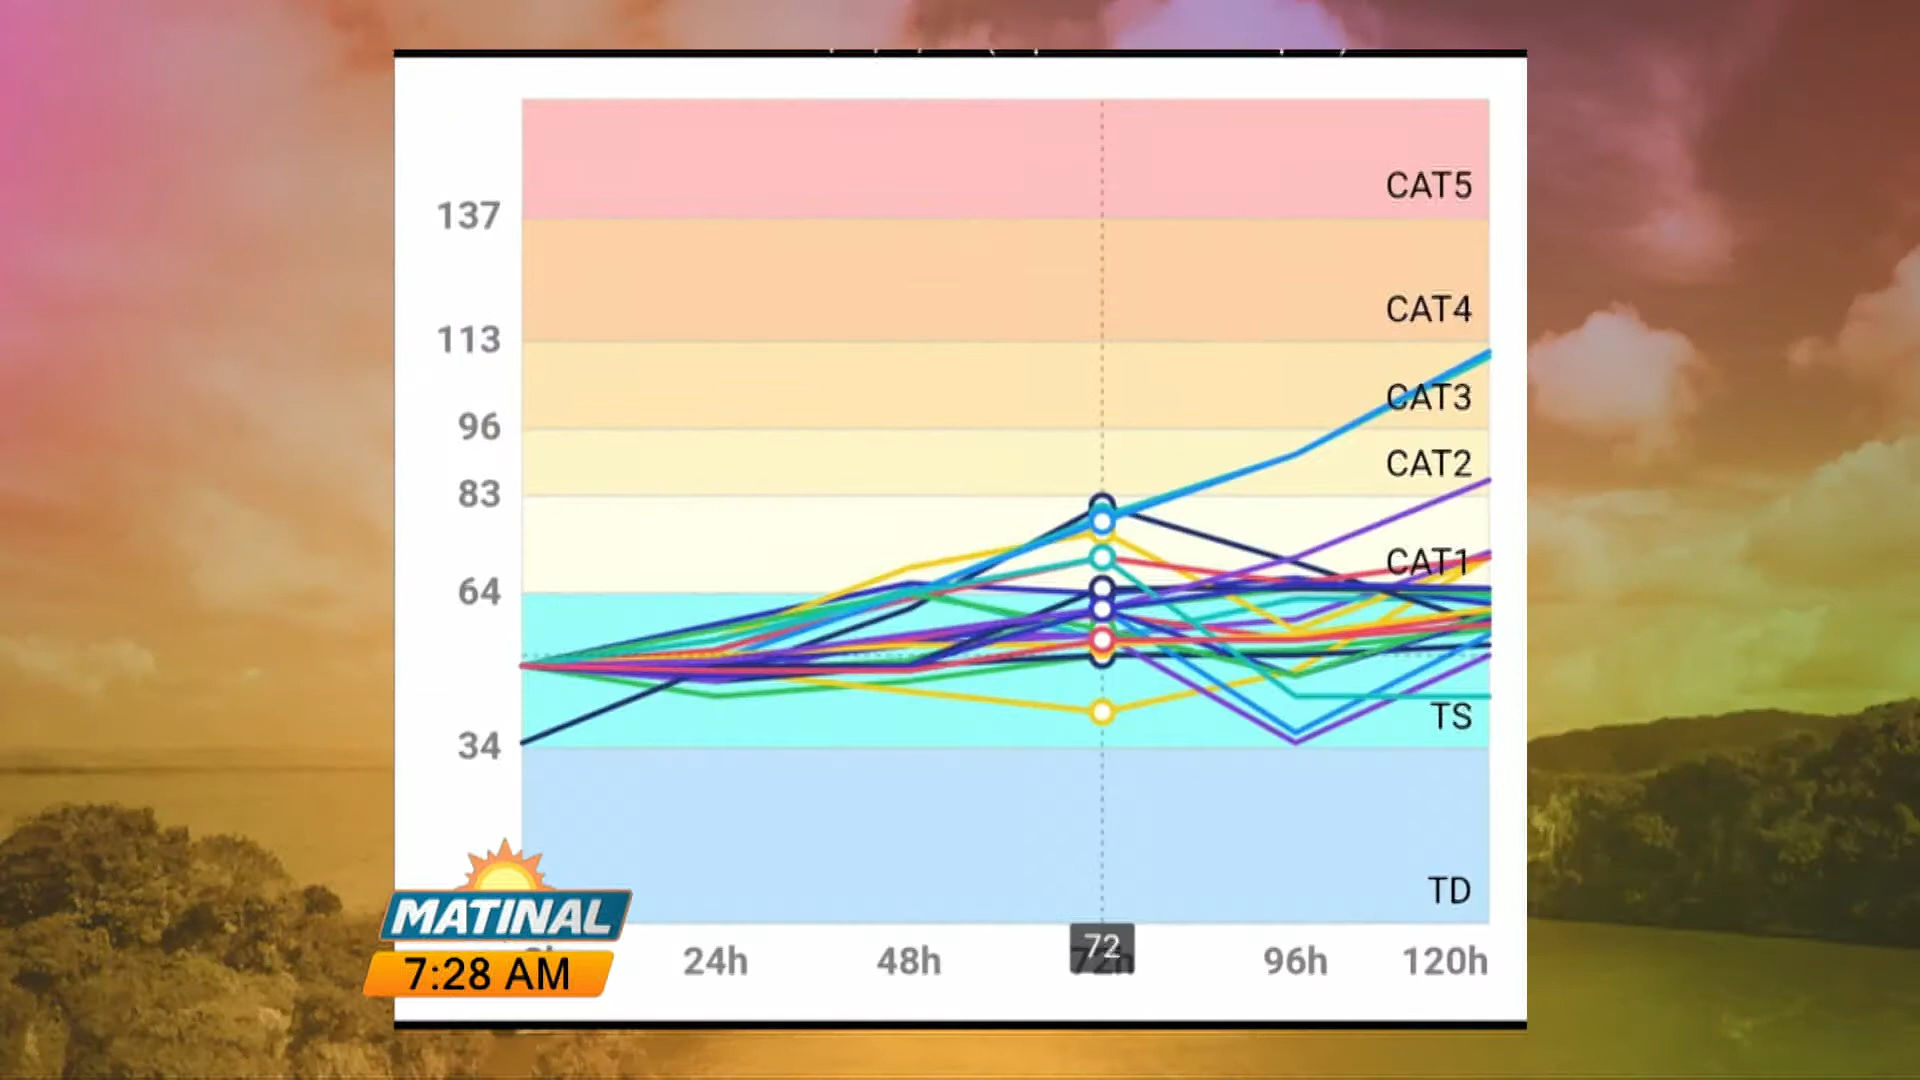 CAT5
137
CAT4
113
CAT3
96
CAT2
83
CAT1
64
TS
34
TD
MATINAL
7:28 AM
24h 48h 72 72h 96h 120h